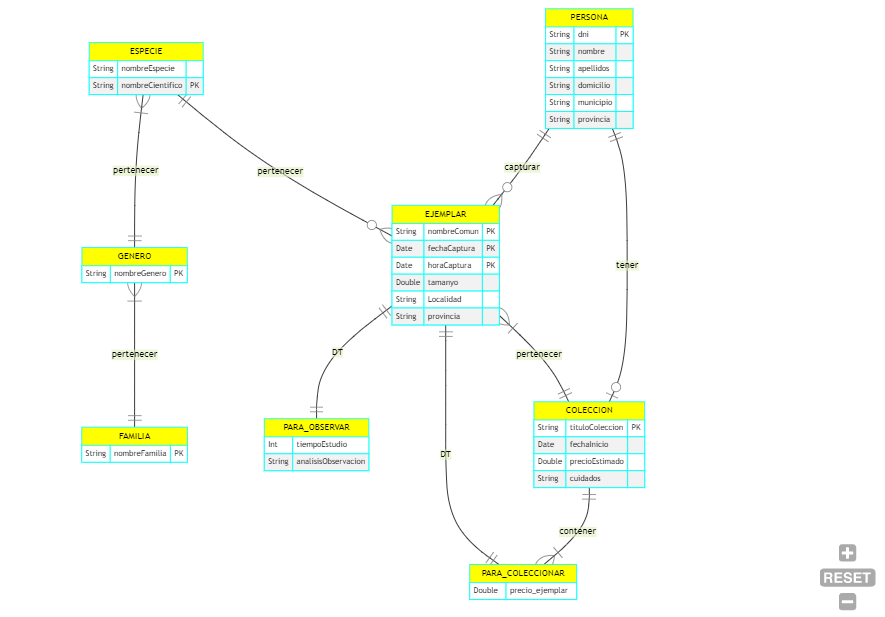 PERSONA
String dni PK
String nombre
String apellidos
String domicilio
String municipio
String provincia
ESPECIE
String nombreEspecie
String nombreCientifico PK
pertenecer
pertenecer
capturar
EJEMPLAR
String nombreComun PK
Date fechaCaptura PK
Date horaCaptura PK
Double tamanyo
String Localidad
String provincia
GENERO
String nombreGenero PK
tener
pertenecer
DT
pertenecer
COLECCION
String tituloColeccion PK
Date fechaInicio
Double precioEstimado
String cuidados
PARA_OBSERVAR
Int tiempoEstudio
String analisisObservacion
FAMILIA
String nombreFamilia PK
DT
contener
PARA_COLECCIONAR
Double precio_ejemplar
RESET